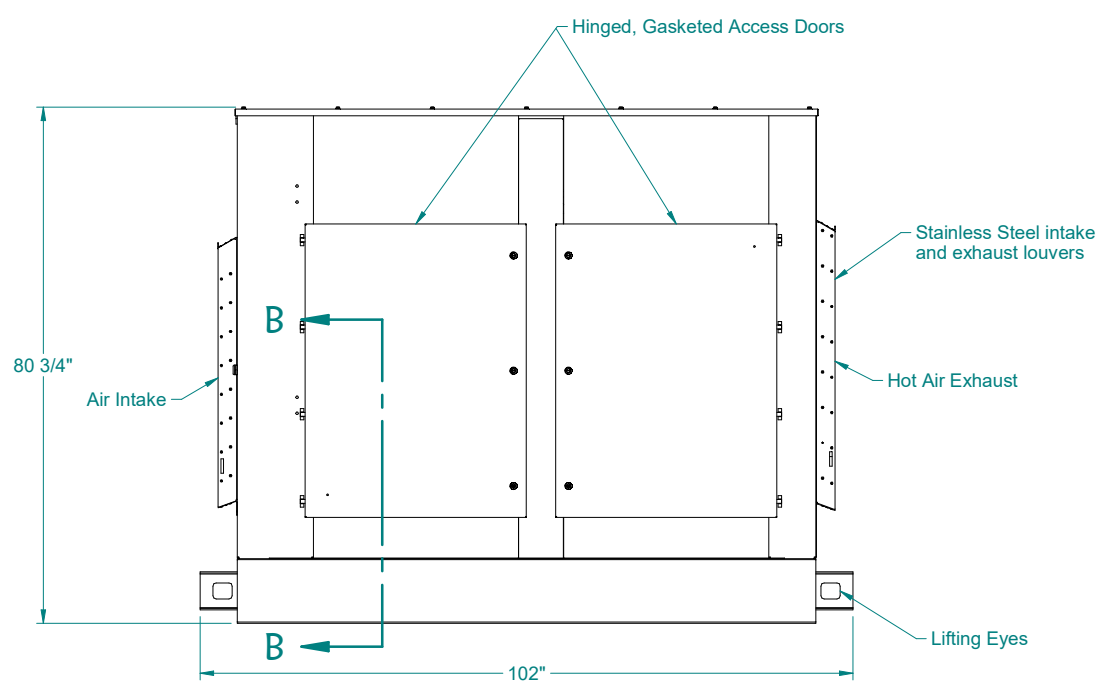 Hinged, Gasketed Access Doors
Stainless Steel intake
and exhaust louvers
B
80 3/4"
Air Intake
Hot Air Exhaust
Lifting Eyes
B
102"